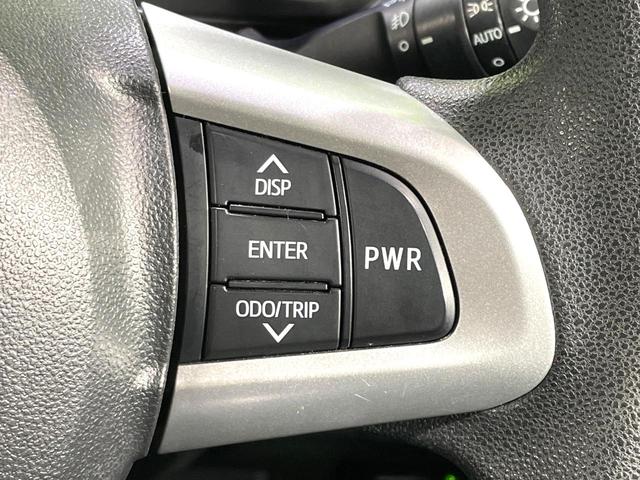 AUTO
DISP
ENTER
PWR
ODO/TRIP